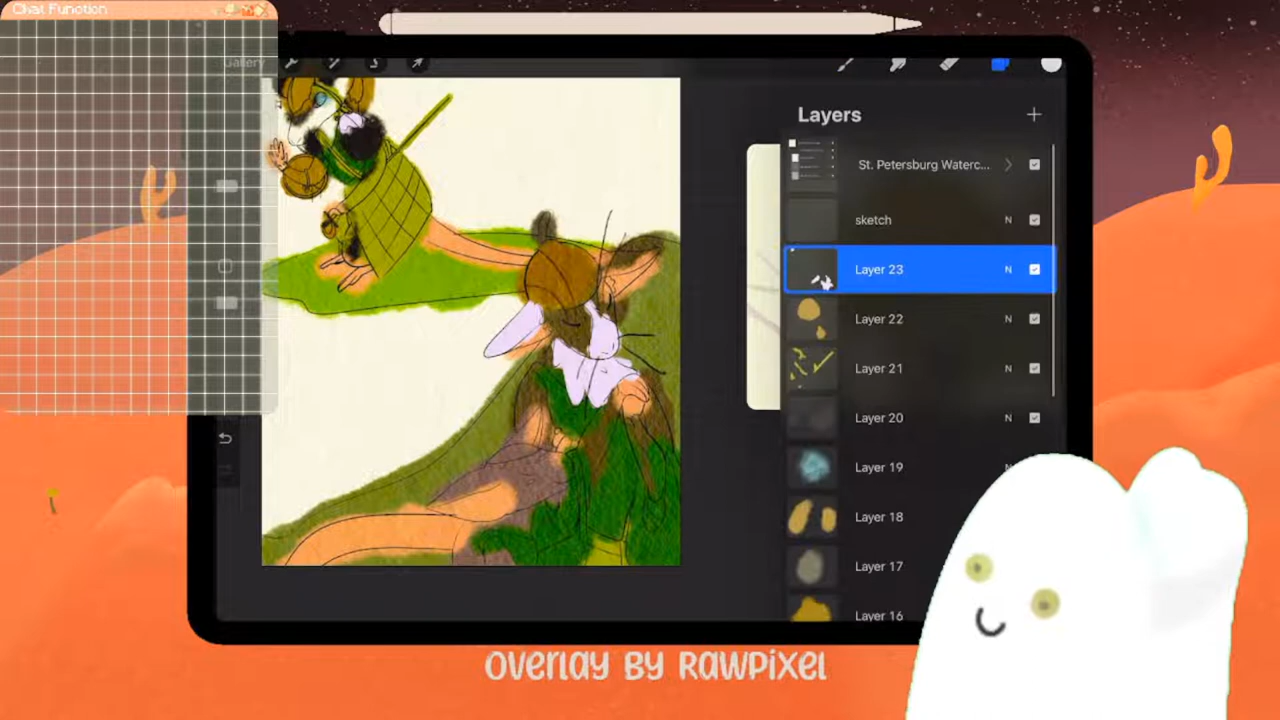 Chat Function
Gallery
Layers
St. Petersburg Waterc...
sketch N
Layer 23 N
Layer 22 N
Layer 21 N
Layer 20 N
Layer 19 N
Layer 18
Layer 17
Layer 16
OVERLAY BY RAWPIXEL